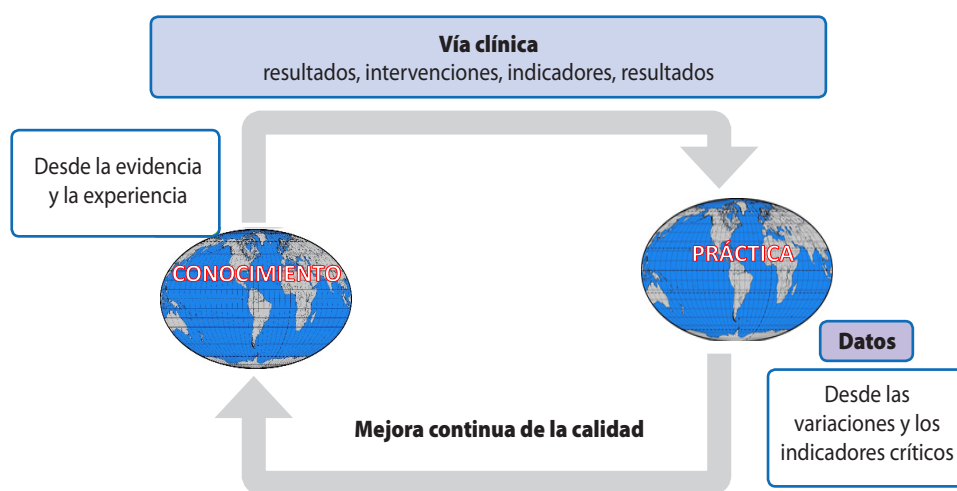 Vía clínica
resultados, intervenciones, indicadores, resultados
Desde la evidencia
y la experiencia
CONOCIMIENTO
PRÁCTICA
Datos
Desde las
variaciones y los
indicadores críticos
Mejora continua de la calidad